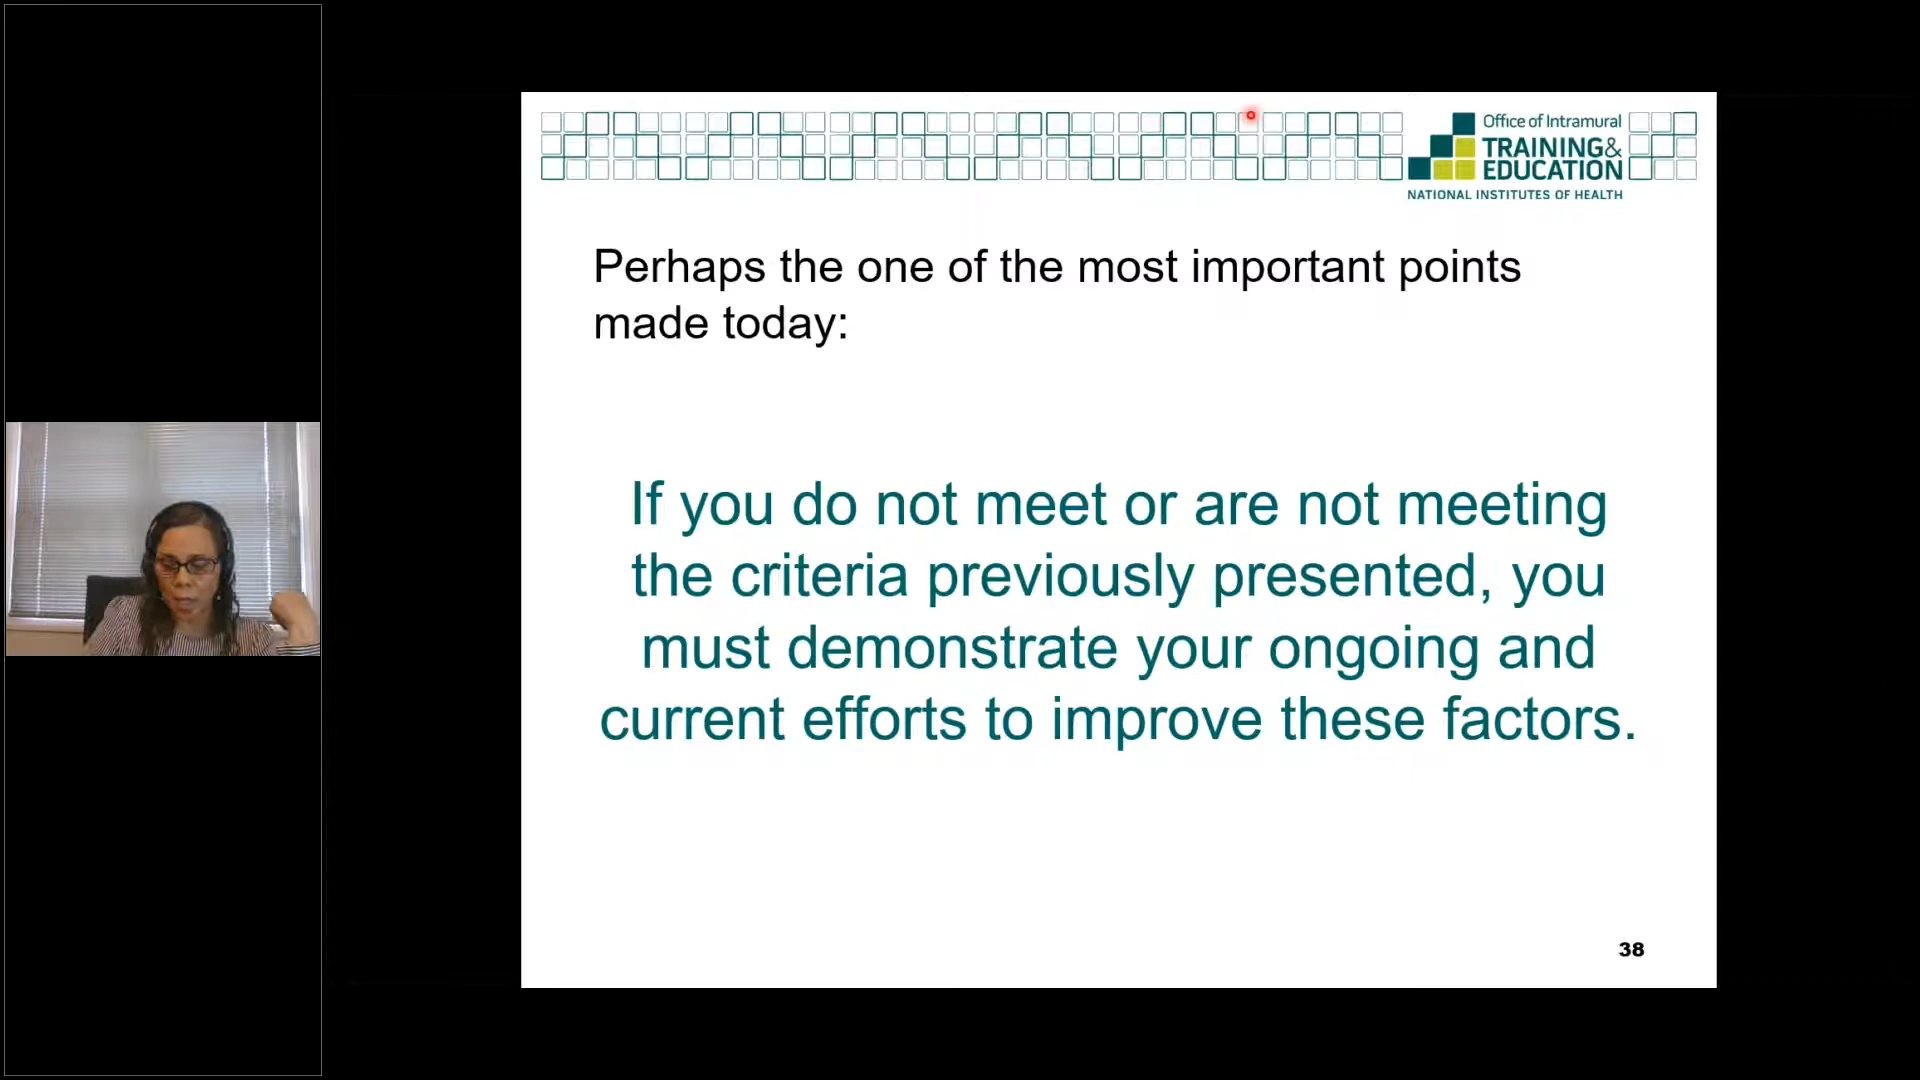 Office of Intramural
TRAINING&
EDUCATION
NATIONAL INSTITUTES OF HEALTH
Perhaps the one of the most important points
made today:
If you do not meet or are not meeting
the criteria previously presented, you
must demonstrate your ongoing and
current efforts to improve these factors.
38